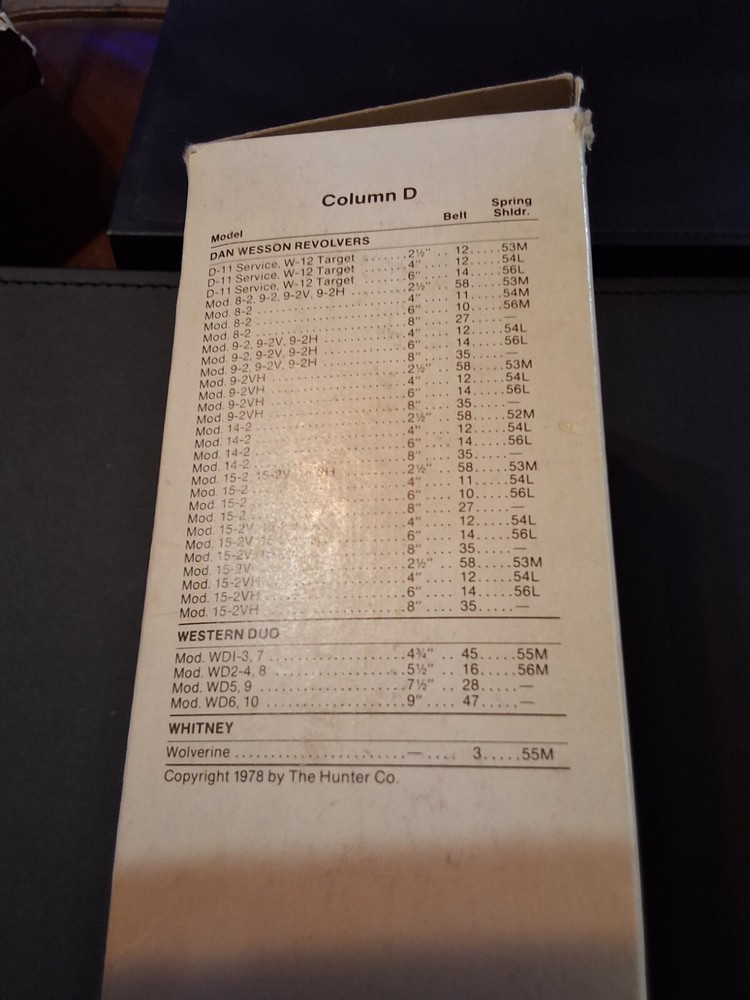 Column D
Model Belt Spring Shldr.
DAN WESSON REVOLVERS
D-11 Service, W-12 Target ...... 2½" .. 12 ..... 53M
D-11 Service, W-12 Target ...... 4" .... 12 ..... 54L
D-11 Service, W-12 Target ...... 6" .... 14 ..... 56L
Mod. 8-2, 9-2, 9-2V, 9-2H ...... 2½" .. 58 ..... 53M
Mod. 8-2 ...... 4" .... 11 ..... 54M
Mod. 8-2 ...... 6" .... 10 ..... 56M
Mod. 8-2 ...... 8" .... 27 ..... —
Mod. 9-2, 9-2V, 9-2H ...... 4" .... 12 ..... 54L
Mod. 9-2, 9-2V, 9-2H ...... 6" .... 14 ..... 56L
Mod. 9-2, 9-2V, 9-2H ...... 8" .... 35 ..... —
Mod. 9-2VH ...... 2½" .. 58 ..... 53M
Mod. 9-2VH ...... 4" .... 12 ..... 54L
Mod. 9-2VH ...... 6" .... 14 ..... 56L
Mod. 9-2VH ...... 8" .... 35 ..... —
Mod. 14-2 ...... 2½" .. 58 ..... 52M
Mod. 14-2 ...... 4" .... 12 ..... 54L
Mod. 14-2 ...... 6" .... 14 ..... 56L
Mod. 14-2 ...... 8" .... 35 ..... —
Mod. 15-2, 15-2V, ...... 2½" .. 58 ..... 53M
Mod. 15-2 ...... 4" .... 11 ..... 54L
Mod. 15-2 ...... 6" .... 10 ..... 56L
Mod. 15-2 ...... 8" .... 27 ..... —
Mod. 15-2V, ...... 4" .... 12 ..... 54L
Mod. 15-2V, ...... 6" .... 14 ..... 56L
Mod. 15-2V, ...... 8" .... 35 ..... —
Mod. 15-2VH ...... 2½" .. 58 ..... 53M
Mod. 15-2VH ...... 4" .... 12 ..... 54L
Mod. 15-2VH ...... 6" .... 14 ..... 56L
Mod. 15-2VH ...... 8" .... 35 ..... —
WESTERN DUO
Mod. WDI-3, 7 ...... 4¾" .. 45 ..... 55M
Mod. WD2-4, 8 ...... 5½" .. 16 ..... 56M
Mod. WD5, 9 ...... 7½" .. 28 ..... —
Mod. WD6, 10 ...... 9" .... 47 ..... —
WHITNEY
Wolverine ...... — .... 3 ..... 55M
Copyright 1978 by The Hunter Co.